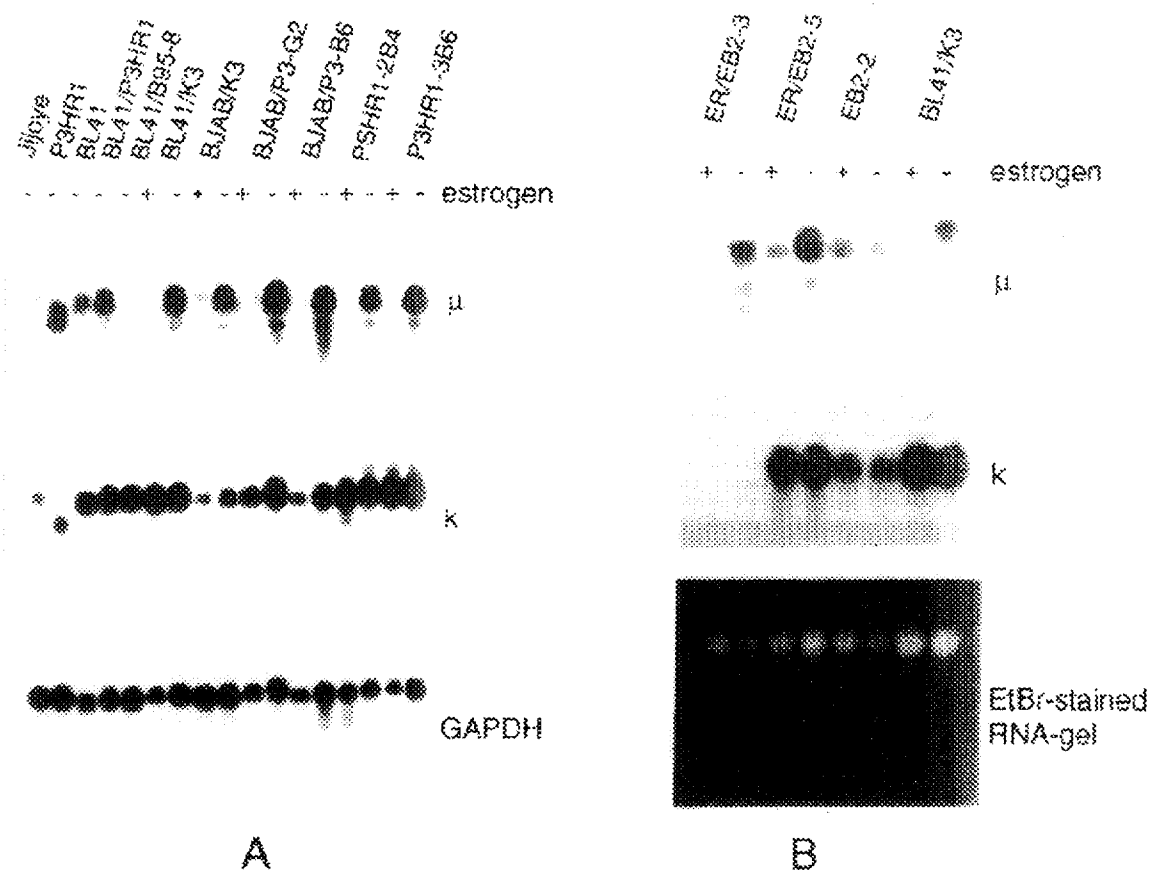 Jijoye
P3HR1
BL41
BL41/P3HR1
BL41/B95-8
BL41/K3
BJAB/K3
BJAB/P3-G2
BJAB/P3-B6
PSHR1-2B4
P3HR1-3B6
- - - - - + - + - + - + - + - + - estrogen
μ
k
GAPDH
A
ER/EB2-3
ER/EB2-5
EB2-2
BL41/K3
+ - + - + - + - estrogen
μ
k
EtBr-stained
RNA-gel
B